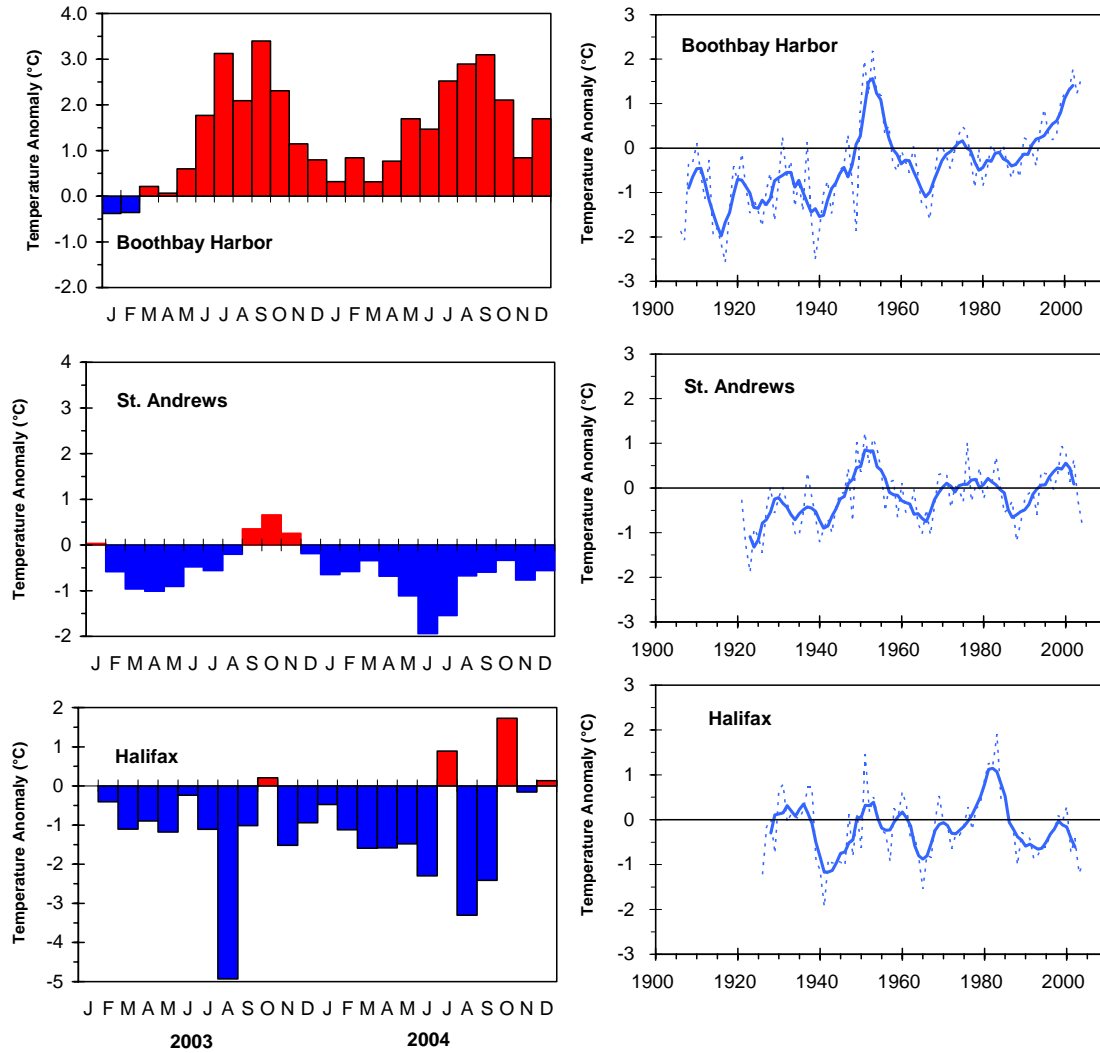 Temperature Anomaly (°C)
4.0
3.0
2.0
1.0
0.0
-1.0
-2.0
Boothbay Harbor
J F M A M J J A S O N D J F M A M J J A S O N D
Temperature Anomaly (°C)
3
2
1
0
-1
-2
-3
Boothbay Harbor
1900 1920 1940 1960 1980 2000
Temperature Anomaly (°C)
4
3
2
1
0
-1
-2
St. Andrews
J F M A M J J A S O N D J F M A M J J A S O N D
Temperature Anomaly (°C)
3
2
1
0
-1
-2
-3
St. Andrews
1900 1920 1940 1960 1980 2000
Temperature Anomaly (°C)
2
1
0
-1
-2
-3
-4
-5
Halifax
J F M A M J J A S O N D J F M A M J J A S O N D
2003 2004
Temperature Anomaly (°C)
3
2
1
0
-1
-2
-3
Halifax
1900 1920 1940 1960 1980 2000